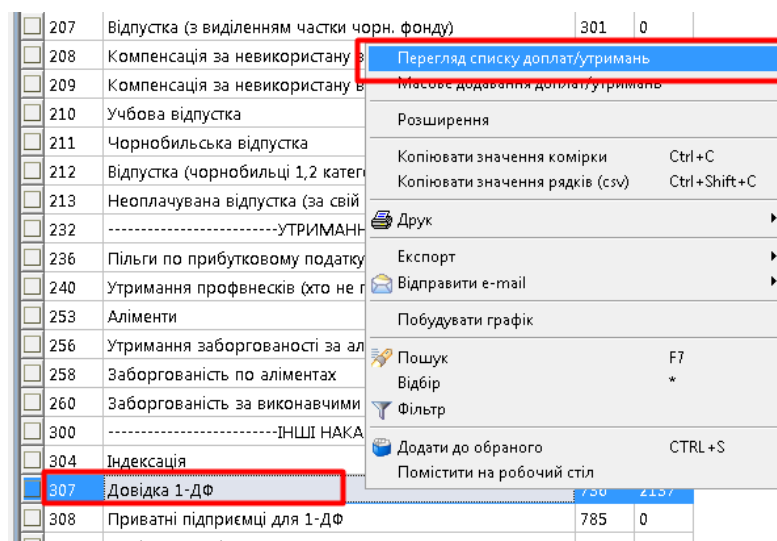 207 Відпустка (з виділенням частки чорн. фонду) 301 0
208 Компенсація за невикористану в
209 Компенсація за невикористану в
210 Учбова відпустка
211 Чорнобильська відпустка
212 Відпустка (чорнобильці 1,2 катег
213 Неоплачувана відпустка (за свій
232 --------------------------УТРИМАНН
236 Пільги по прибутковому податку
240 Утримання профвнесків (хто не п
253 Аліменти
256 Утримання заборгованості за ал
258 Заборгованість по аліментах
260 Заборгованість за виконавчими
300 --------------------------ІНШІ НАКА
304 Індексація
307 Довідка 1-ДФ 736 2137
308 Приватні підприємці для 1-ДФ 785 0
Перегляд списку доплат/утримань
Масове додавання доплат/утримань
Розширення
Копіювати значення комірки Ctrl+C
Копіювати значення рядків (csv) Ctrl+Shift+C
Друк
Експорт
Відправити e-mail
Побудувати графік
Пошук F7
Відбір *
Фільтр
Додати до обраного CTRL+S
Помістити на робочий стіл